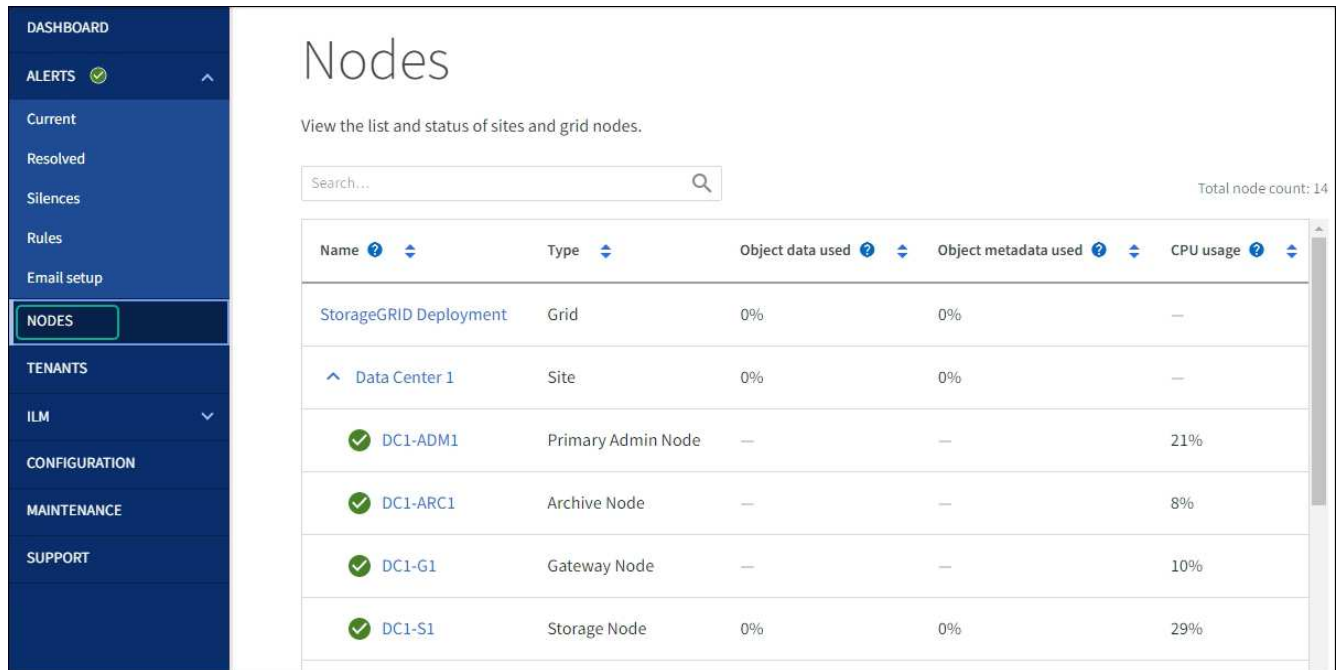 DASHBOARD
ALERTS
Current
Resolved
Silences
Rules
Email setup
NODES
TENANTS
ILM
CONFIGURATION
MAINTENANCE
SUPPORT
Nodes
View the list and status of sites and grid nodes.
Search...
Total node count: 14
Name ? Type Object data used ? Object metadata used ? CPU usage ?
StorageGRID Deployment Grid 0% 0% —
Data Center 1 Site 0% 0% —
DC1-ADM1 Primary Admin Node — — 21%
DC1-ARC1 Archive Node — — 8%
DC1-G1 Gateway Node — — 10%
DC1-S1 Storage Node 0% 0% 29%